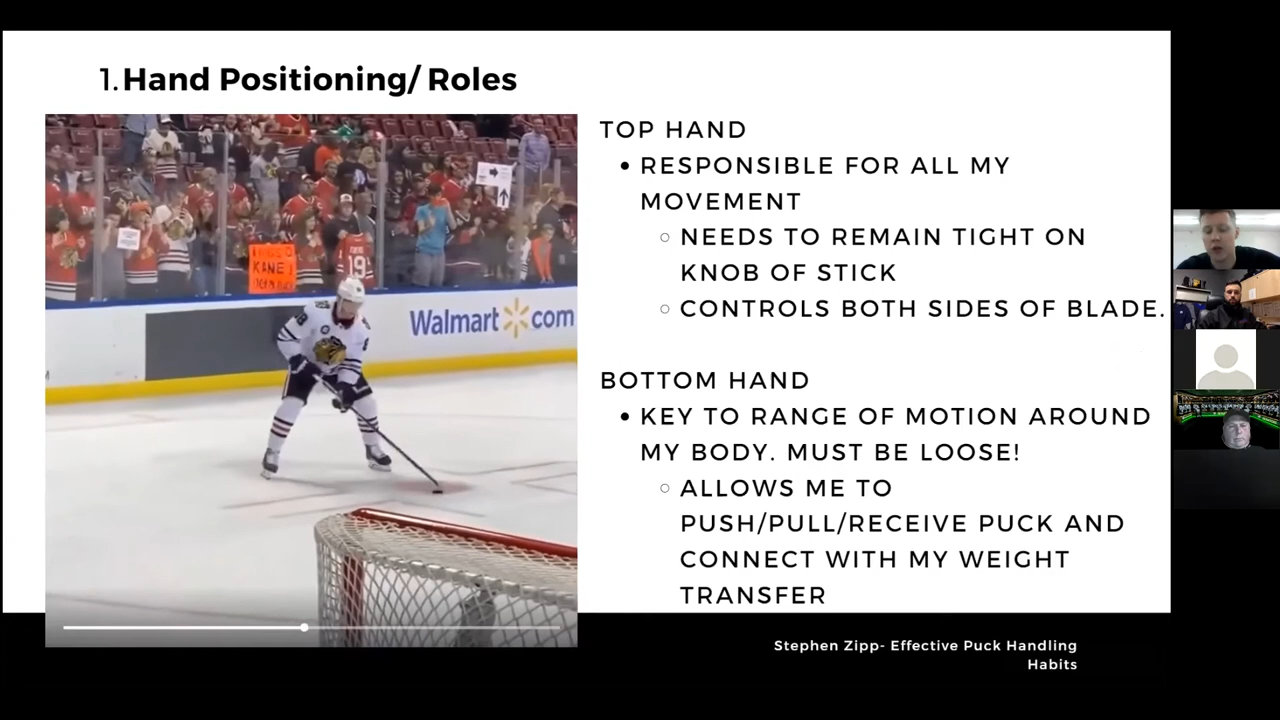 1. Hand Positioning/ Roles
TOP HAND
• RESPONSIBLE FOR ALL MY
MOVEMENT
○ NEEDS TO REMAIN TIGHT ON
KNOB OF STICK
○ CONTROLS BOTH SIDES OF BLADE.
BOTTOM HAND
• KEY TO RANGE OF MOTION AROUND
MY BODY. MUST BE LOOSE!
○ ALLOWS ME TO
PUSH/PULL/RECEIVE PUCK AND
CONNECT WITH MY WEIGHT
TRANSFER
KANE
19
Walmart com
Stephen Zipp- Effective Puck Handling
Habits